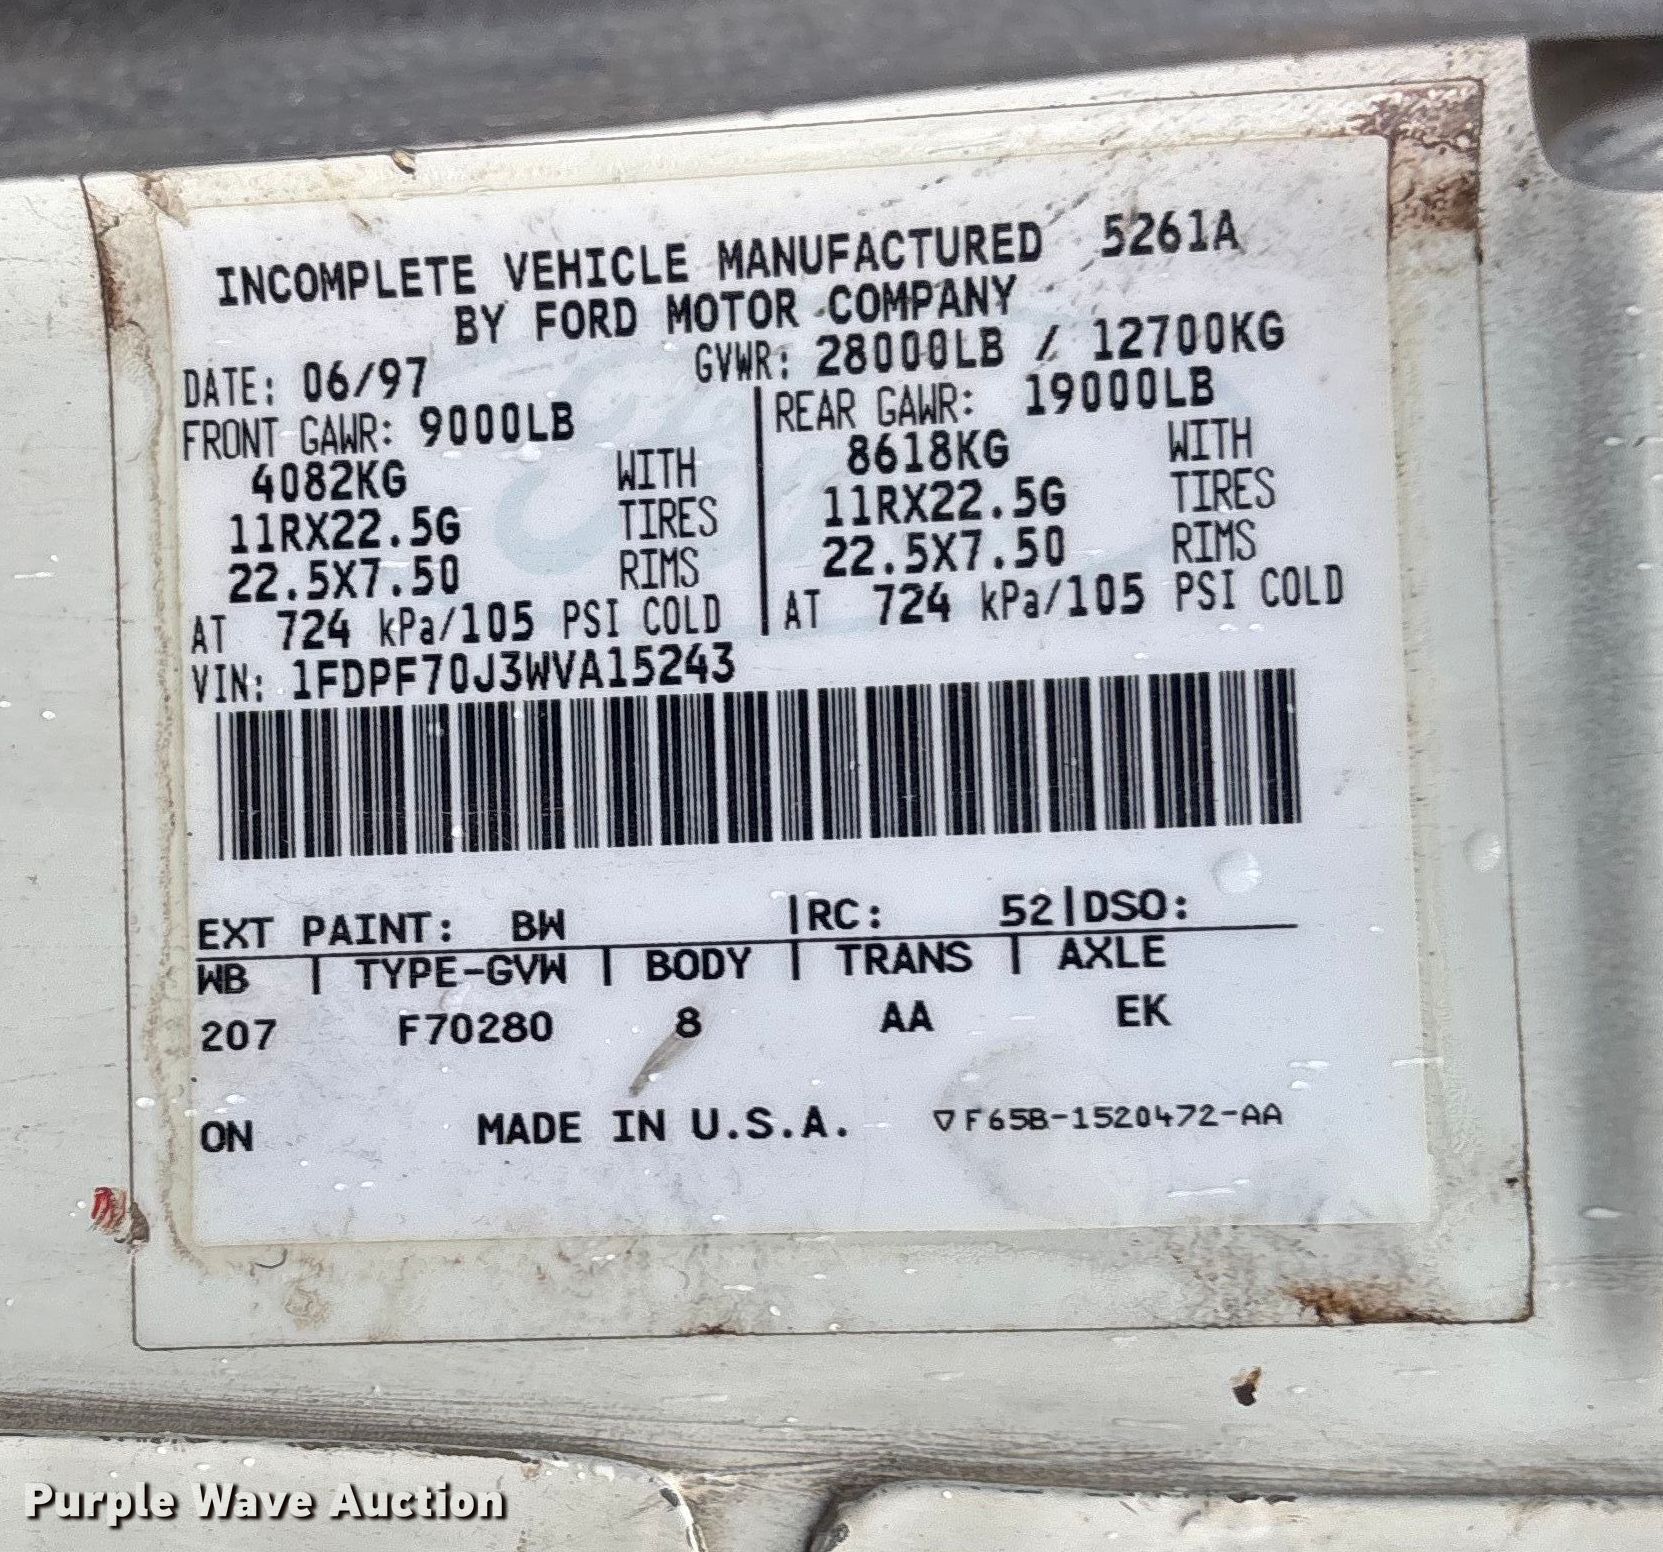 INCOMPLETE VEHICLE MANUFACTURED 5261A
BY FORD MOTOR COMPANY
DATE: 06/97 GVWR: 28000LB / 12700KG
FRONT GAWR: 9000LB REAR GAWR: 19000LB
4082KG WITH 8618KG WITH
11RX22.5G TIRES 11RX22.5G TIRES
22.5X7.50 RIMS 22.5X7.50 RIMS
AT 724 kPa/105 PSI COLD AT 724 kPa/105 PSI COLD
VIN: 1FDPF70J3WVA15243
EXT PAINT: BW |RC: 52|DSO:
WB | TYPE-GVW | BODY | TRANS | AXLE
207 F70280 8 AA EK
ON MADE IN U.S.A. ▽F65B-1520472-AA
Purple Wave Auction